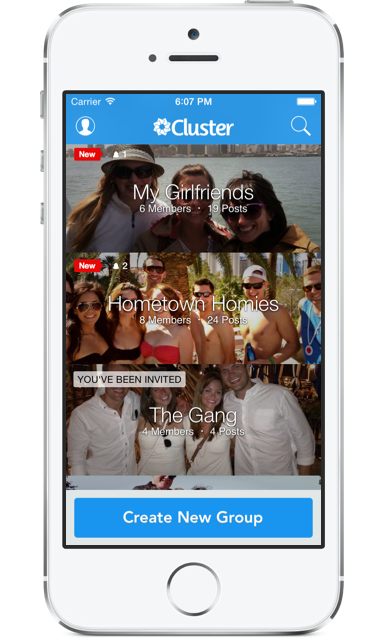 Carrier 6:07 PM
Cluster
New 1
My Girlfriends
6 Members · 19 Posts
New 2
Hometown Homies
8 Members · 24 Posts
YOU'VE BEEN INVITED
The Gang
4 Members · 4 Posts
Create New Group